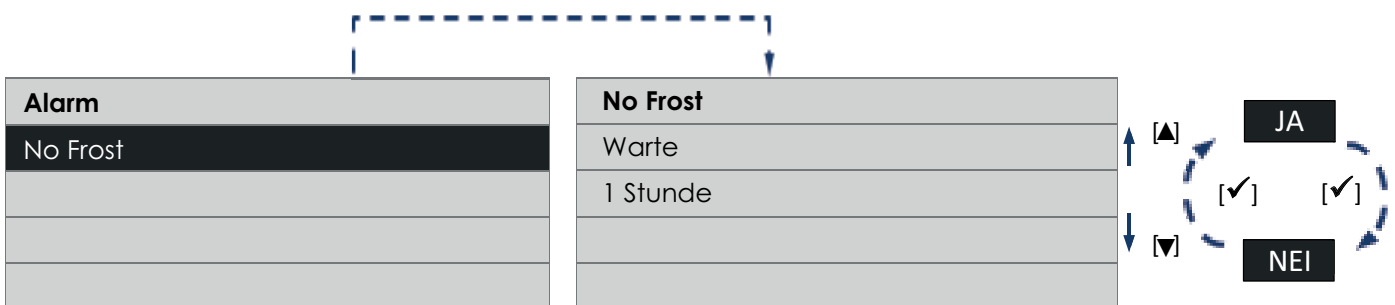 Alarm
No Frost
No Frost
Warte
1 Stunde
[▲]
[▼]
JA
[✓] [✓]
NEI